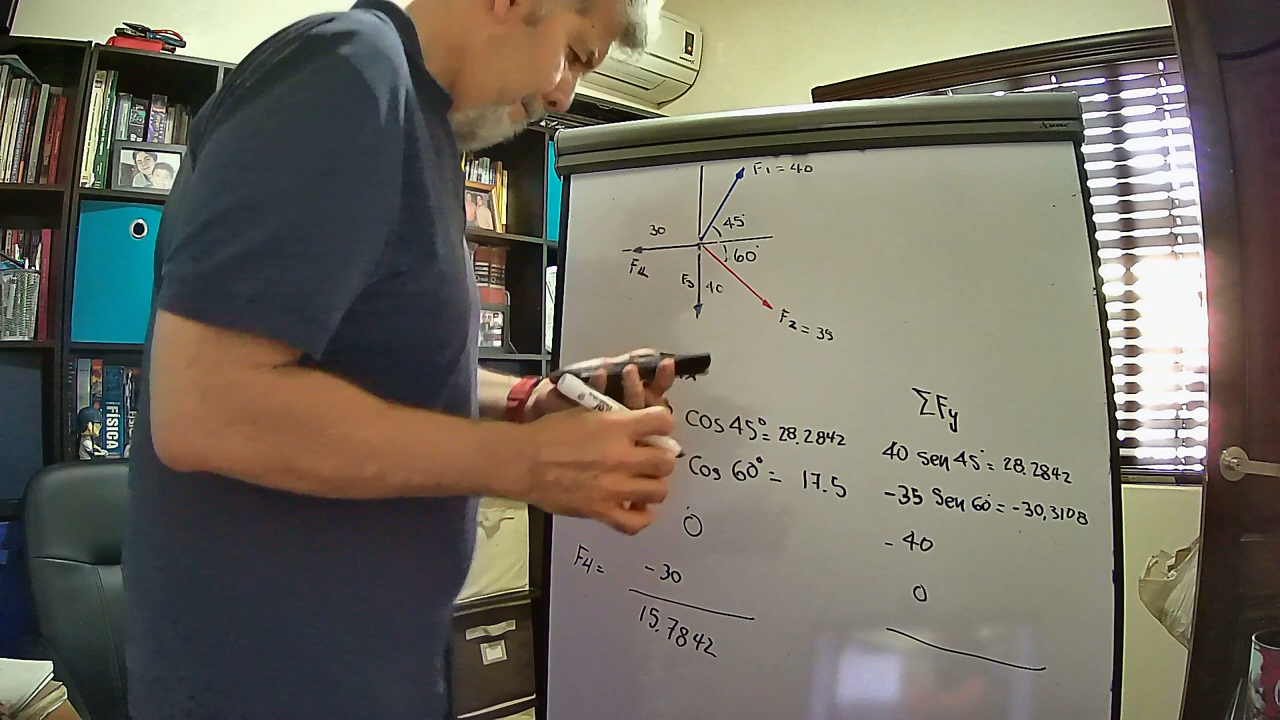 F1 = 40
45°
30
60°
F4
F3
40
F2 = 35
ΣFy
cos 45° = 28.2842
40 sen 45° = 28.2842
cos 60° = 17.5
-35 sen 60 = -30,3108
0
- 40
F4 =
- 30
0
15.7842
FÍSICA